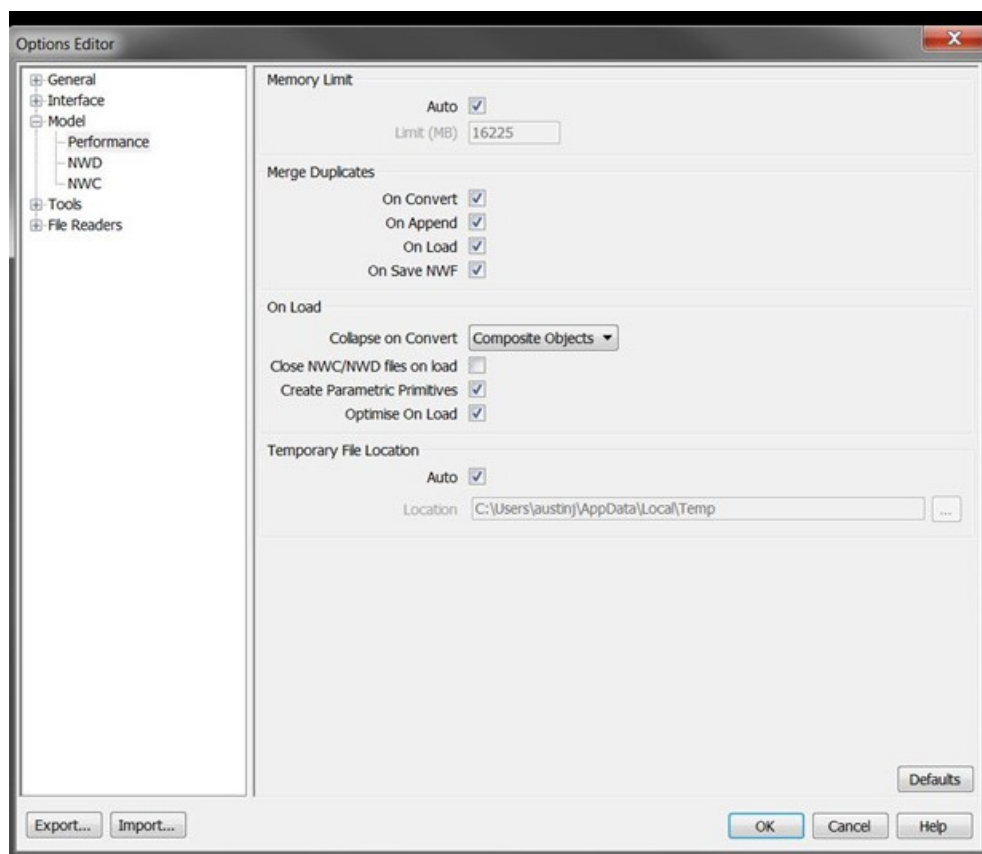 Options Editor
General
Interface
Model
Performance
NWD
NWC
Tools
File Readers
Memory Limit
Auto
Limit (MB) 16225
Merge Duplicates
On Convert
On Append
On Load
On Save NWF
On Load
Collapse on Convert Composite Objects
Close NWC/NWD files on load
Create Parametric Primitives
Optimise On Load
Temporary File Location
Auto
Location C:\Users\austinj\AppData\Local\Temp ...
Defaults
Export... Import... OK Cancel Help